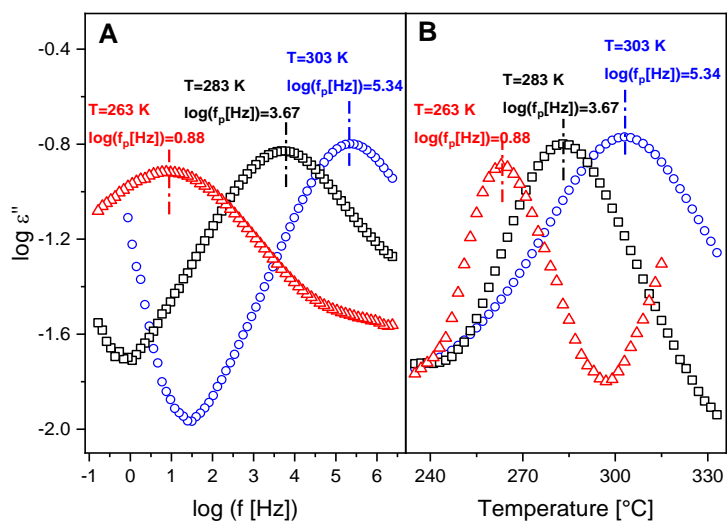 A
T=303 K
log(fp[Hz])=5.34
T=283 K
log(fp[Hz])=3.67
T=263 K
log(fp[Hz])=0.88
B
T=303 K
log(fp[Hz])=5.34
T=283 K
log(fp[Hz])=3.67
T=263 K
log(fp[Hz])=0.88
log ε"
-0.4
-0.8
-1.2
-1.6
-2.0
-1 0 1 2 3 4 5 6
240 270 300 330
log (f [Hz])
Temperature [°C]